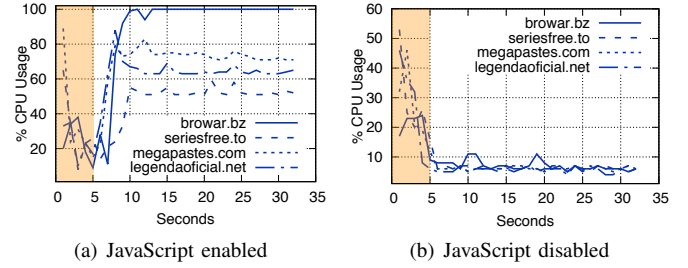 100
80
60
40
20
% CPU Usage
browar.bz
seriesfree.to
megapastes.com
legendaoficial.net
0 5 10 15 20 25 30 35
Seconds
(a) JavaScript enabled
60
50
40
30
20
10
% CPU Usage
browar.bz
seriesfree.to
megapastes.com
legendaoficial.net
0 5 10 15 20 25 30 35
Seconds
(b) JavaScript disabled